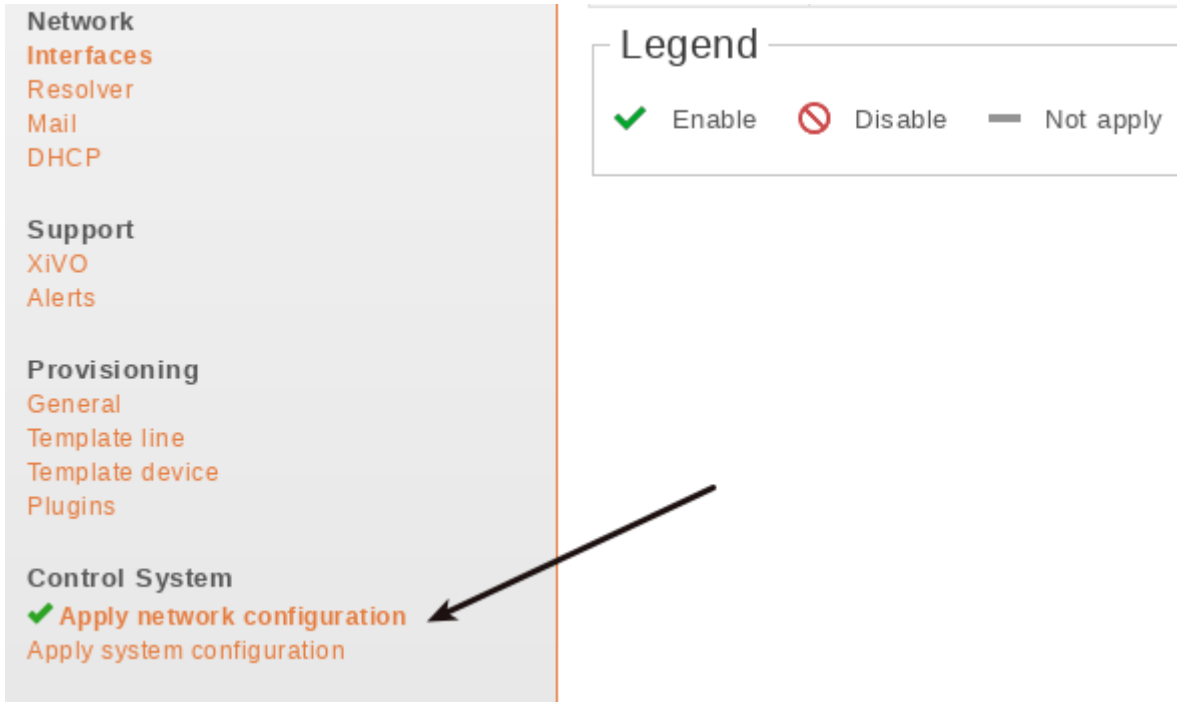 Network
Interfaces
Resolver
Mail
DHCP
Support
XiVO
Alerts
Provisioning
General
Template line
Template device
Plugins
Control System
Apply network configuration
Apply system configuration
Legend
Enable Disable Not apply